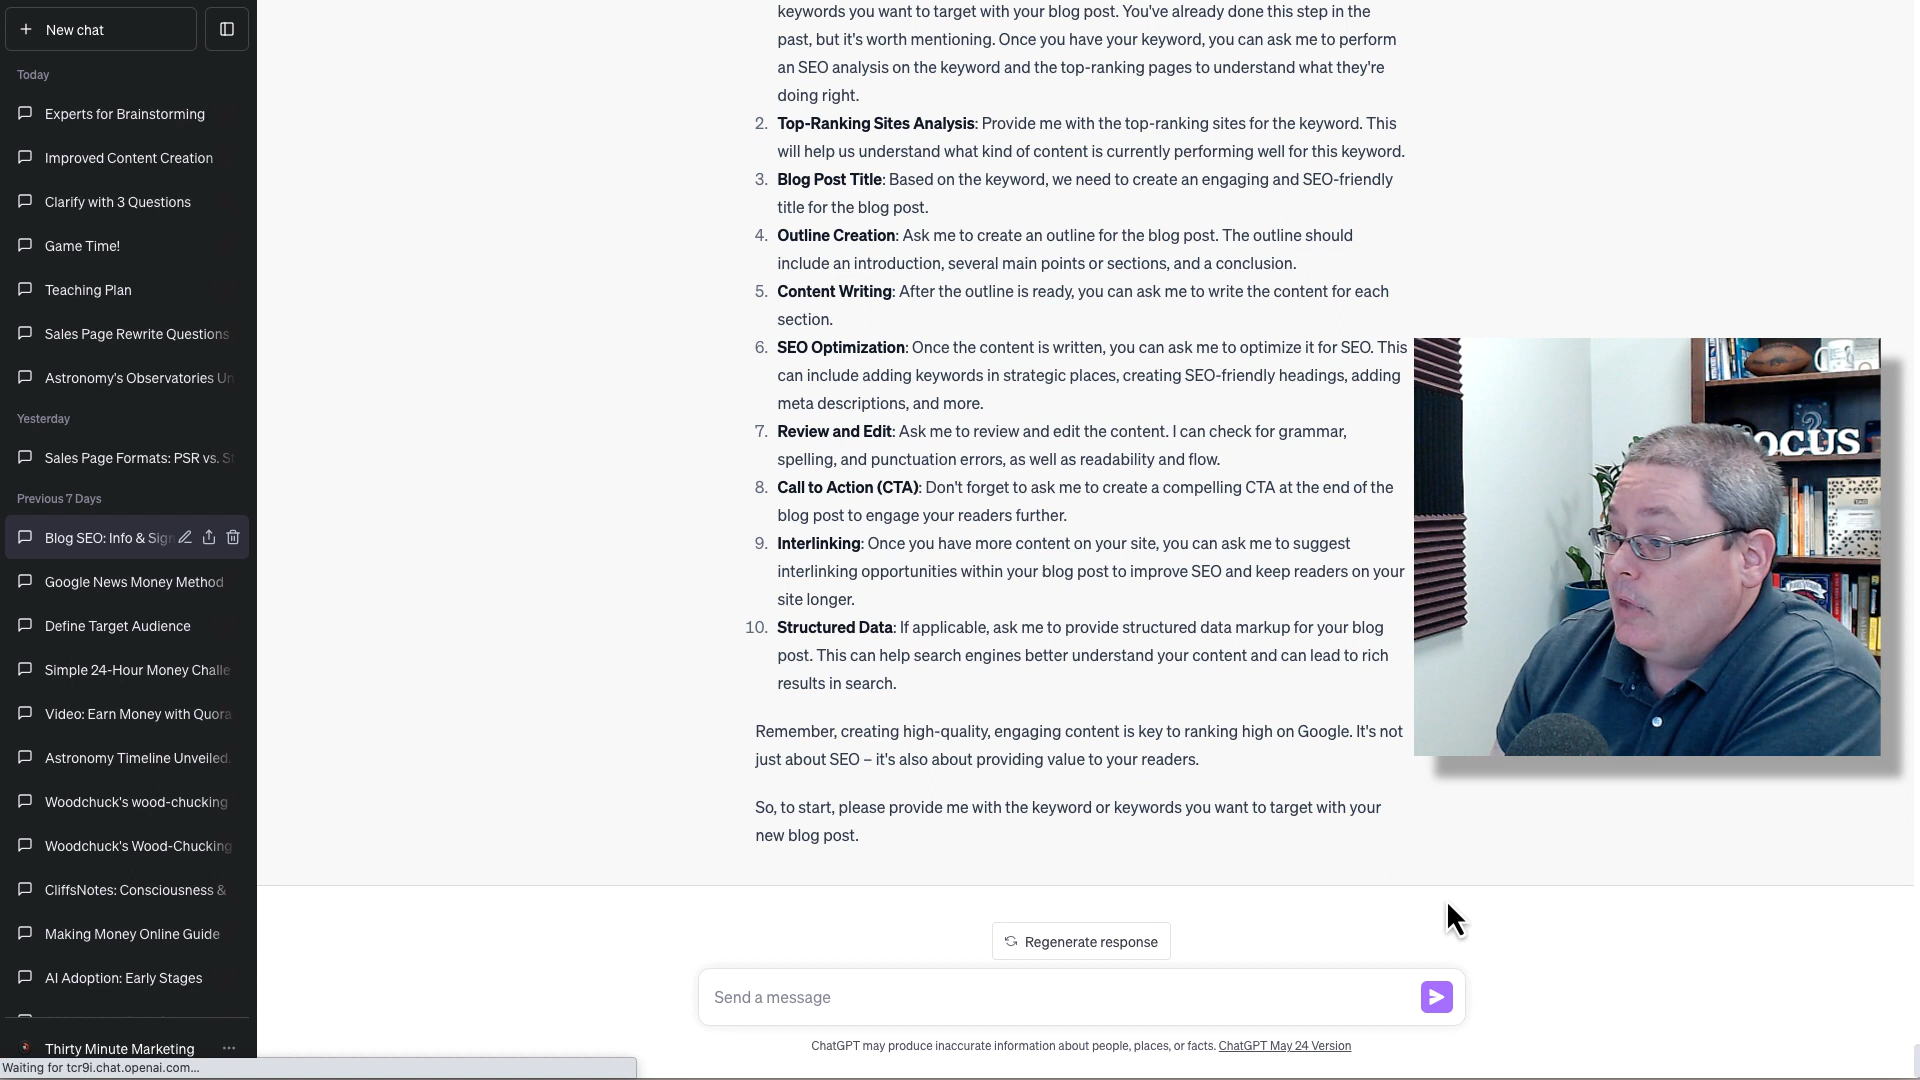 New chat
Today
Experts for Brainstorming
Improved Content Creation
Clarify with 3 Questions
Game Time!
Teaching Plan
Sales Page Rewrite Questions
Astronomy's Observatories Un
Yesterday
Sales Page Formats: PSR vs. St
Previous 7 Days
Blog SEO: Info & Sign
Google News Money Method
Define Target Audience
Simple 24-Hour Money Challe
Video: Earn Money with Quora
Astronomy Timeline Unveiled.
Woodchuck's wood-chucking
Woodchuck's Wood-Chucking
CliffsNotes: Consciousness &
Making Money Online Guide
AI Adoption: Early Stages
Thirty Minute Marketing
Waiting for tcr9i.chat.openai.com...
keywords you want to target with your blog post. You've already done this step in the
past, but it's worth mentioning. Once you have your keyword, you can ask me to perform
an SEO analysis on the keyword and the top-ranking pages to understand what they're
doing right.
2. Top-Ranking Sites Analysis: Provide me with the top-ranking sites for the keyword. This
will help us understand what kind of content is currently performing well for this keyword.
3. Blog Post Title: Based on the keyword, we need to create an engaging and SEO-friendly
title for the blog post.
4. Outline Creation: Ask me to create an outline for the blog post. The outline should
include an introduction, several main points or sections, and a conclusion.
5. Content Writing: After the outline is ready, you can ask me to write the content for each
section.
6. SEO Optimization: Once the content is written, you can ask me to optimize it for SEO. This
can include adding keywords in strategic places, creating SEO-friendly headings, adding
meta descriptions, and more.
7. Review and Edit: Ask me to review and edit the content. I can check for grammar,
spelling, and punctuation errors, as well as readability and flow.
8. Call to Action (CTA): Don't forget to ask me to create a compelling CTA at the end of the
blog post to engage your readers further.
9. Interlinking: Once you have more content on your site, you can ask me to suggest
interlinking opportunities within your blog post to improve SEO and keep readers on your
site longer.
10. Structured Data: If applicable, ask me to provide structured data markup for your blog
post. This can help search engines better understand your content and can lead to rich
results in search.
Remember, creating high-quality, engaging content is key to ranking high on Google. It's not
just about SEO – it's also about providing value to your readers.
So, to start, please provide me with the keyword or keywords you want to target with your
new blog post.
OCUS
Regenerate response
Send a message
ChatGPT may produce inaccurate information about people, places, or facts. ChatGPT May 24 Version